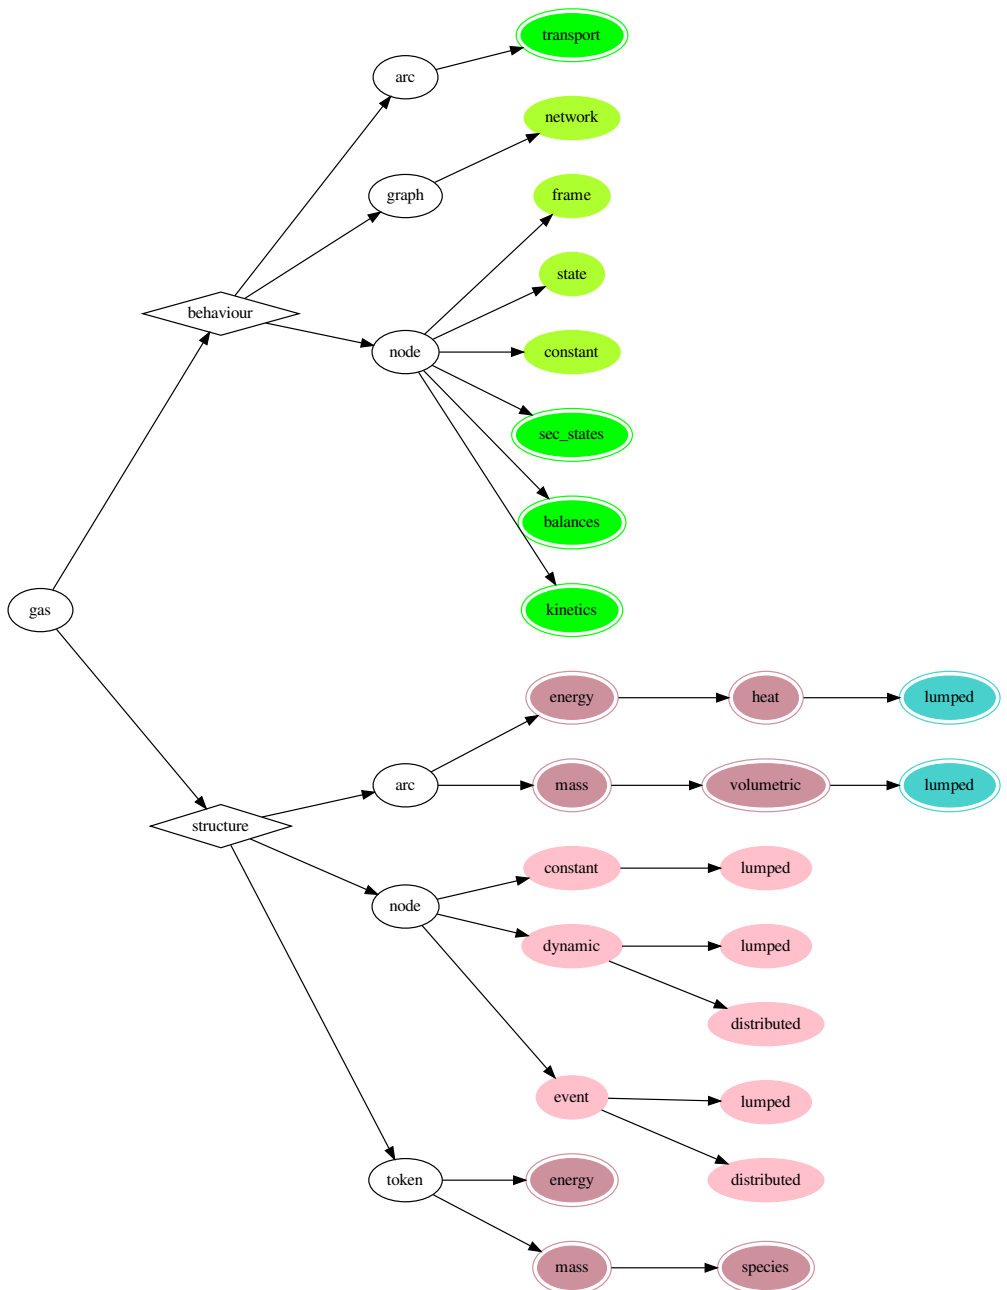 transport
arc
network
graph
frame
state
behaviour
node
constant
sec_states
balances
gas
kinetics
energy
heat
lumped
arc
mass
volumetric
lumped
structure
constant
lumped
node
dynamic
lumped
distributed
event
lumped
token
energy
distributed
mass
species